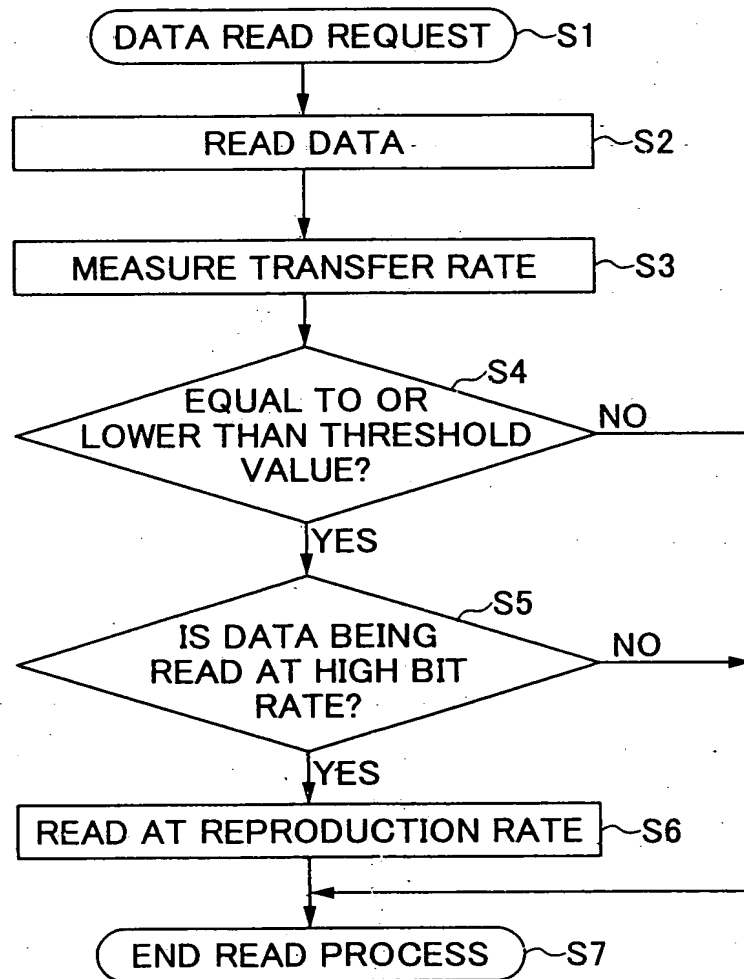 DATA READ REQUEST S1
READ DATA S2
MEASURE TRANSFER RATE S3
S4
EQUAL TO OR
LOWER THAN THRESHOLD
VALUE?
NO
YES
S5
IS DATA BEING
READ AT HIGH BIT
RATE?
NO
YES
READ AT REPRODUCTION RATE S6
END READ PROCESS S7